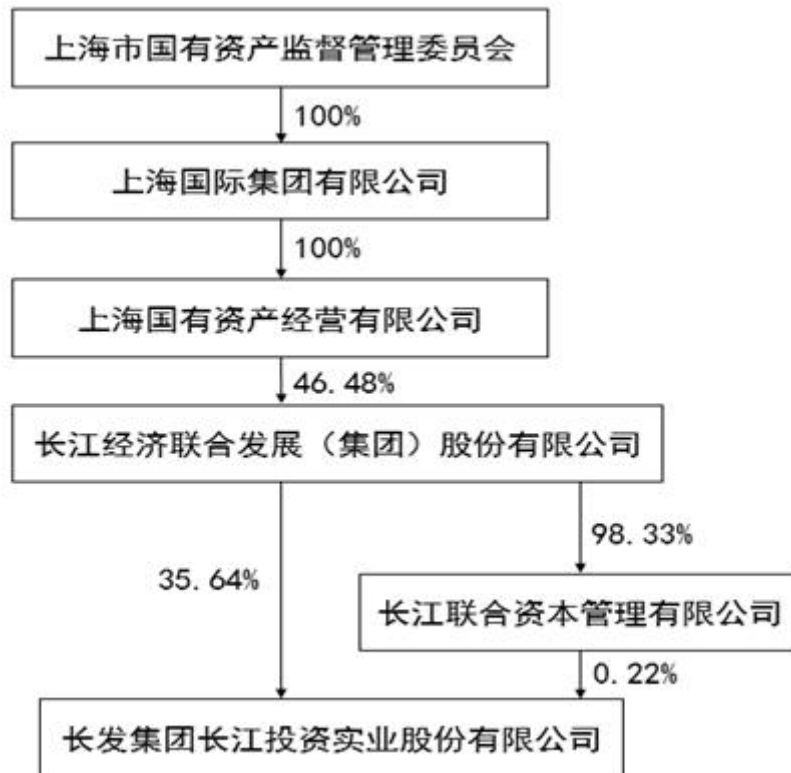 上海市国有资产监督管理委员会
100%
上海国际集团有限公司
100%
上海国有资产经营有限公司
46.48%
长江经济联合发展（集团）股份有限公司
98.33%
35.64%
长江联合资本管理有限公司
0.22%
长发集团长江投资实业股份有限公司